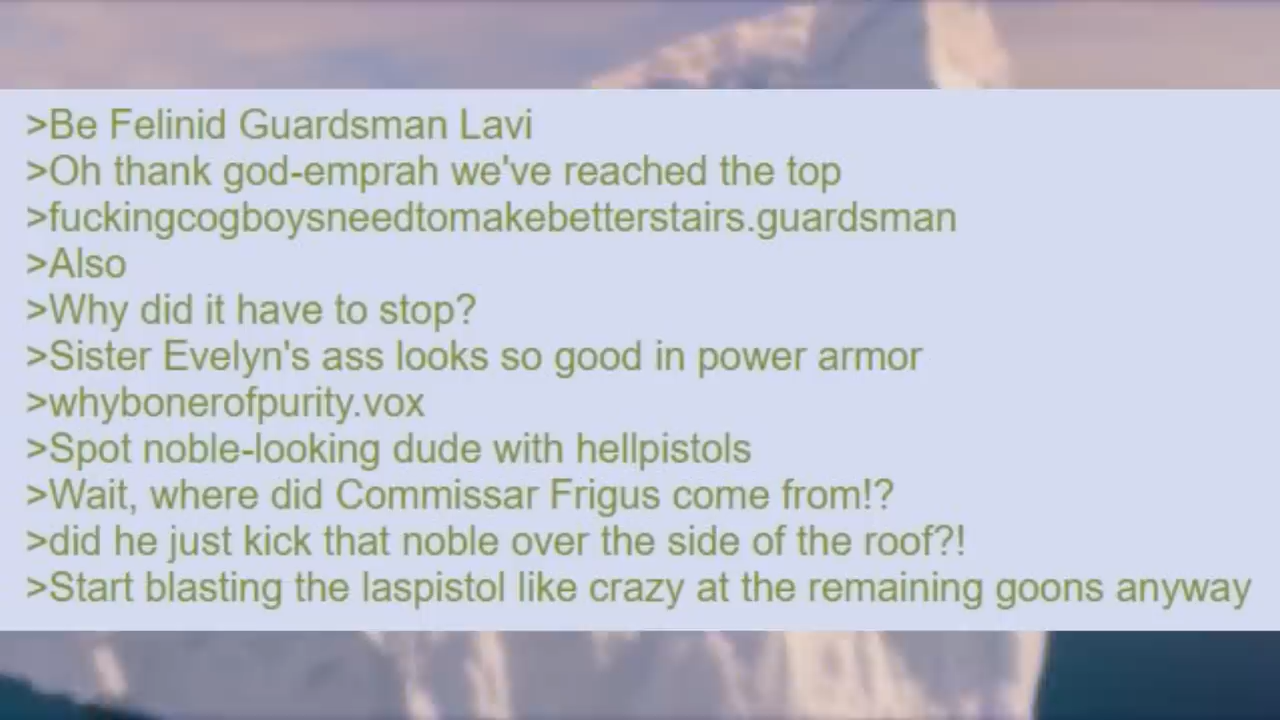 >Be Felinid Guardsman Lavi
>Oh thank god-emprah we've reached the top
>fuckingcogboysneedtomakebetterstairs.guardsman
>Also
>Why did it have to stop?
>Sister Evelyn's ass looks so good in power armor
>whybonerofpurity.vox
>Spot noble-looking dude with hellpistols
>Wait, where did Commissar Frigus come from!?
>did he just kick that noble over the side of the roof?!
>Start blasting the laspistol like crazy at the remaining goons anyway